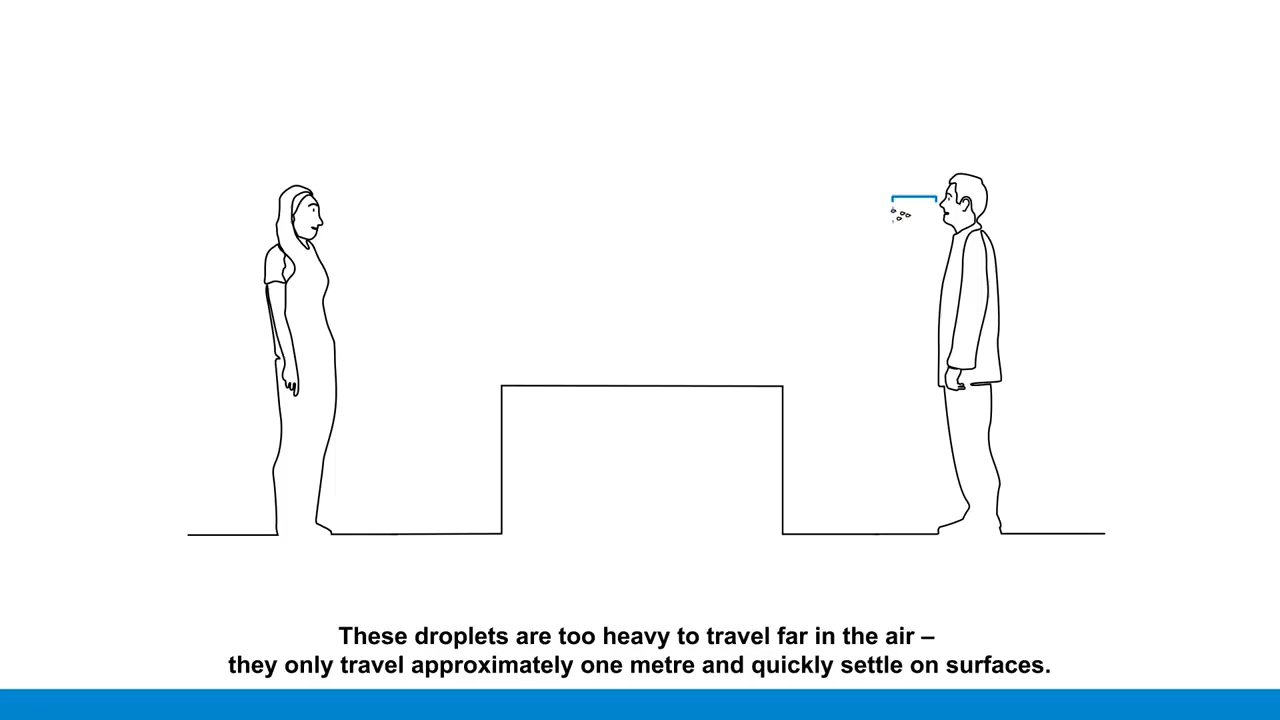 These droplets are too heavy to travel far in the air –
they only travel approximately one metre and quickly settle on surfaces.